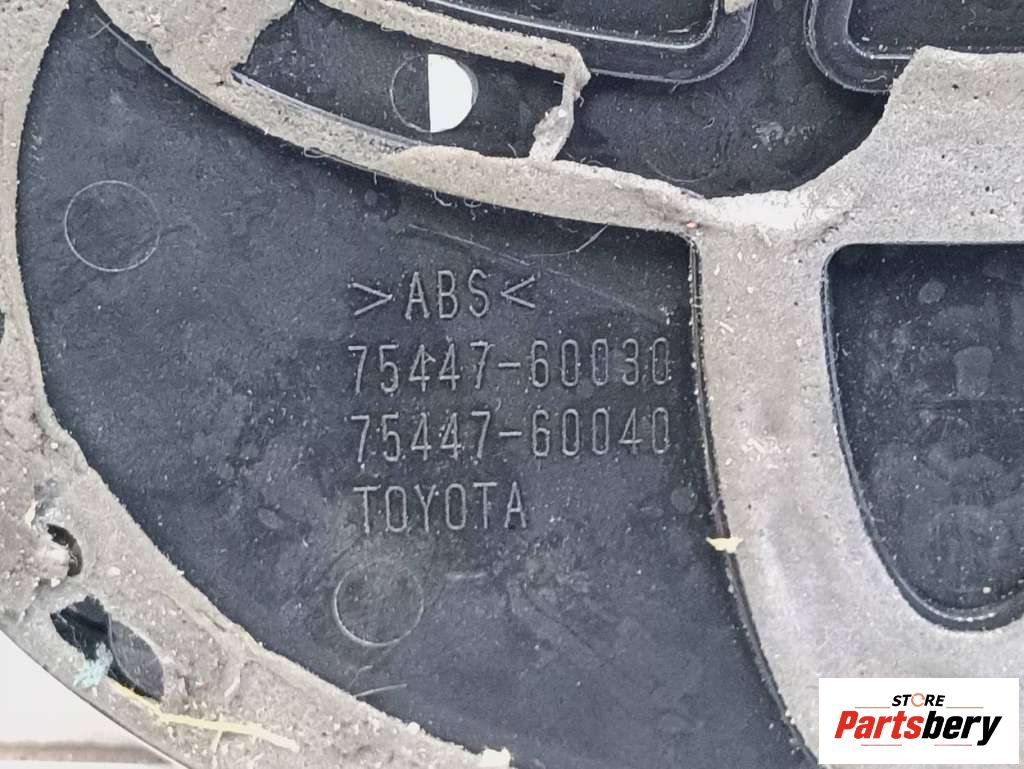 >ABS<
75447-60030
75447-60040
TOYOTA
STORE
Partsbery